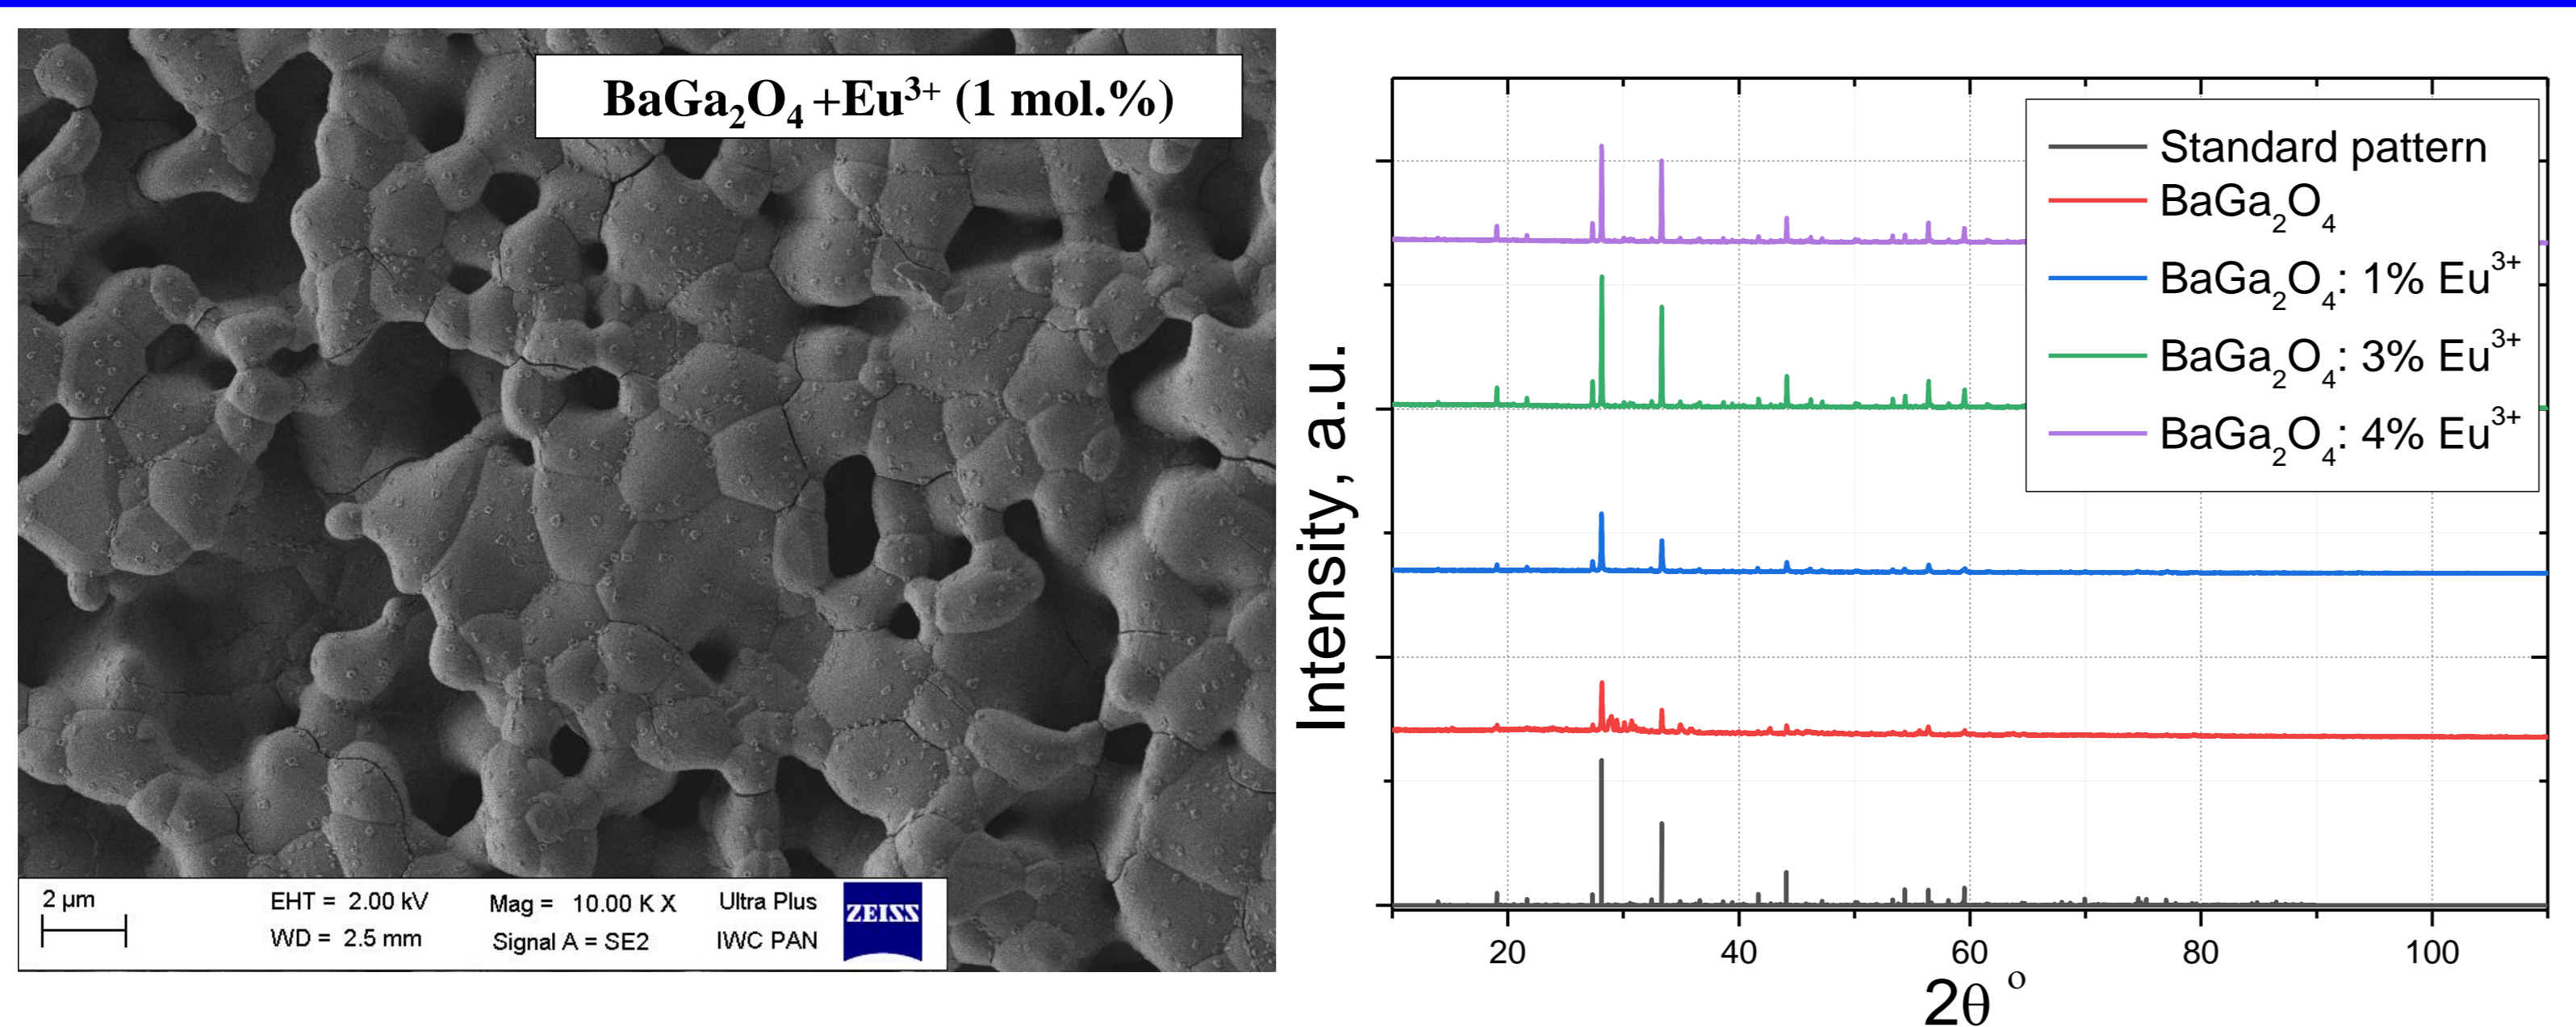 BaGa₂O₄ +Eu³⁺ (1 mol.%)
2 µm
EHT = 2.00 kV
WD = 2.5 mm
Mag = 10.00 K X
Signal A = SE2
Ultra Plus
IWC PAN
ZEISS
Intensity, a.u.
Standard pattern
BaGa₂O₄
BaGa₂O₄: 1% Eu³⁺
BaGa₂O₄: 3% Eu³⁺
BaGa₂O₄: 4% Eu³⁺
20 40 60 80 100
2θ °